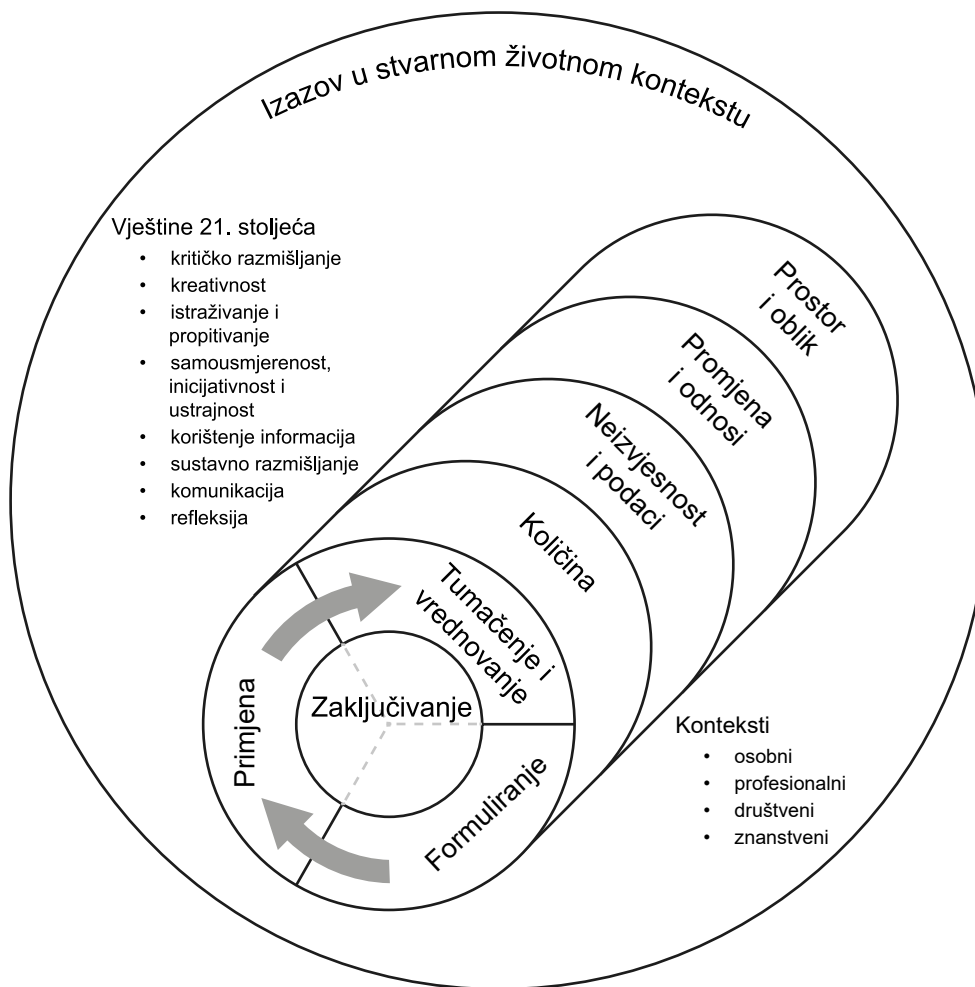 Izazov u stvarnom životnom kontekstu
Vještine 21. stoljeća
• kritičko razmišljanje
• kreativnost
• istraživanje i
propitivanje
• samousmjerenost,
inicijativnost i
ustrajnost
• korištenje informacija
• sustavno razmišljanje
• komunikacija
• refleksija
Prostor
i oblik
Promjena
i odnosi
Neizvjesnost
i podaci
Količina
Tumačenje i
vrednovanje
Zaključivanje
Primjena
Formuliranje
Konteksti
• osobni
• profesionalni
• društveni
• znanstveni